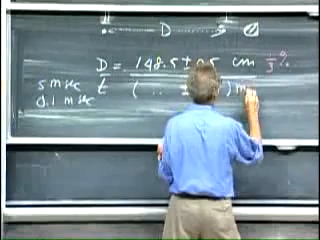 D
D = 148.5 ± 0.5 cm 1/3 %
5 msec
t ( .. ± ) m
0.1 msec